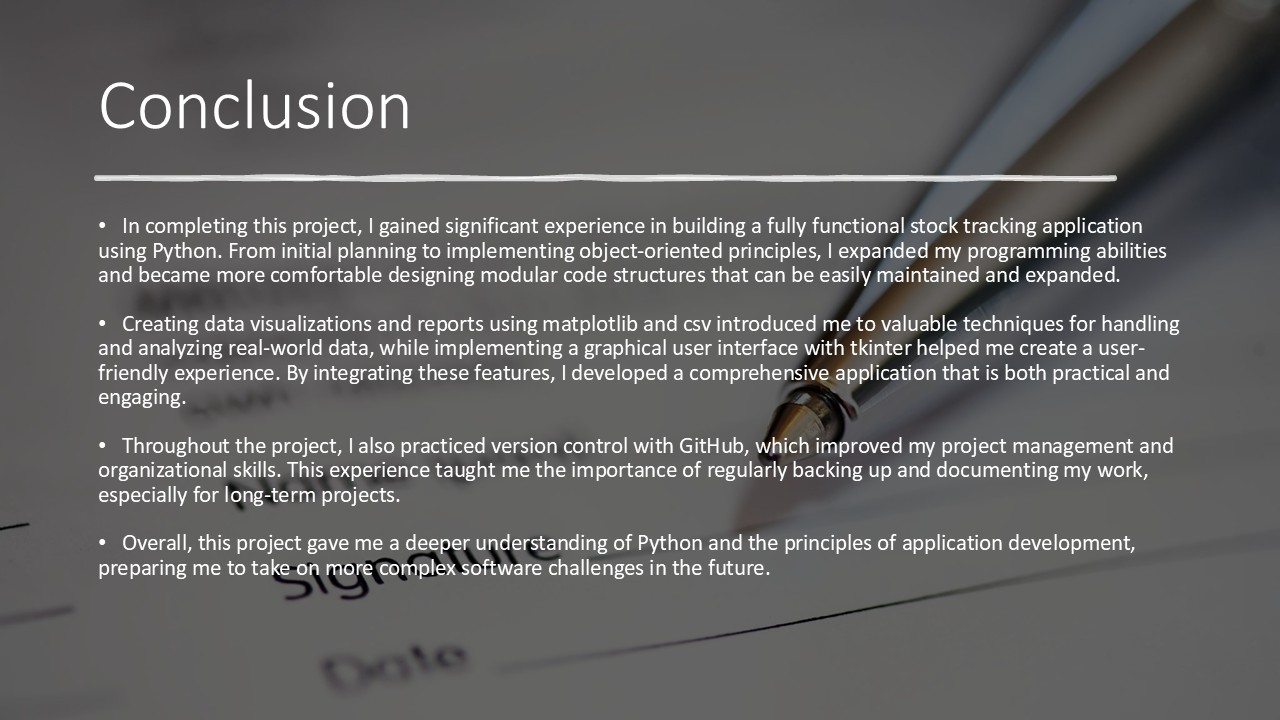 Conclusion
• In completing this project, I gained significant experience in building a fully functional stock tracking application
using Python. From initial planning to implementing object-oriented principles, I expanded my programming abilities
and became more comfortable designing modular code structures that can be easily maintained and expanded.
• Creating data visualizations and reports using matplotlib and csv introduced me to valuable techniques for handling
and analyzing real-world data, while implementing a graphical user interface with tkinter helped me create a user-
friendly experience. By integrating these features, I developed a comprehensive application that is both practical and
engaging.
• Throughout the project, I also practiced version control with GitHub, which improved my project management and
organizational skills. This experience taught me the importance of regularly backing up and documenting my work,
especially for long-term projects.
• Overall, this project gave me a deeper understanding of Python and the principles of application development,
preparing me to take on more complex software challenges in the future.
Signature
Date